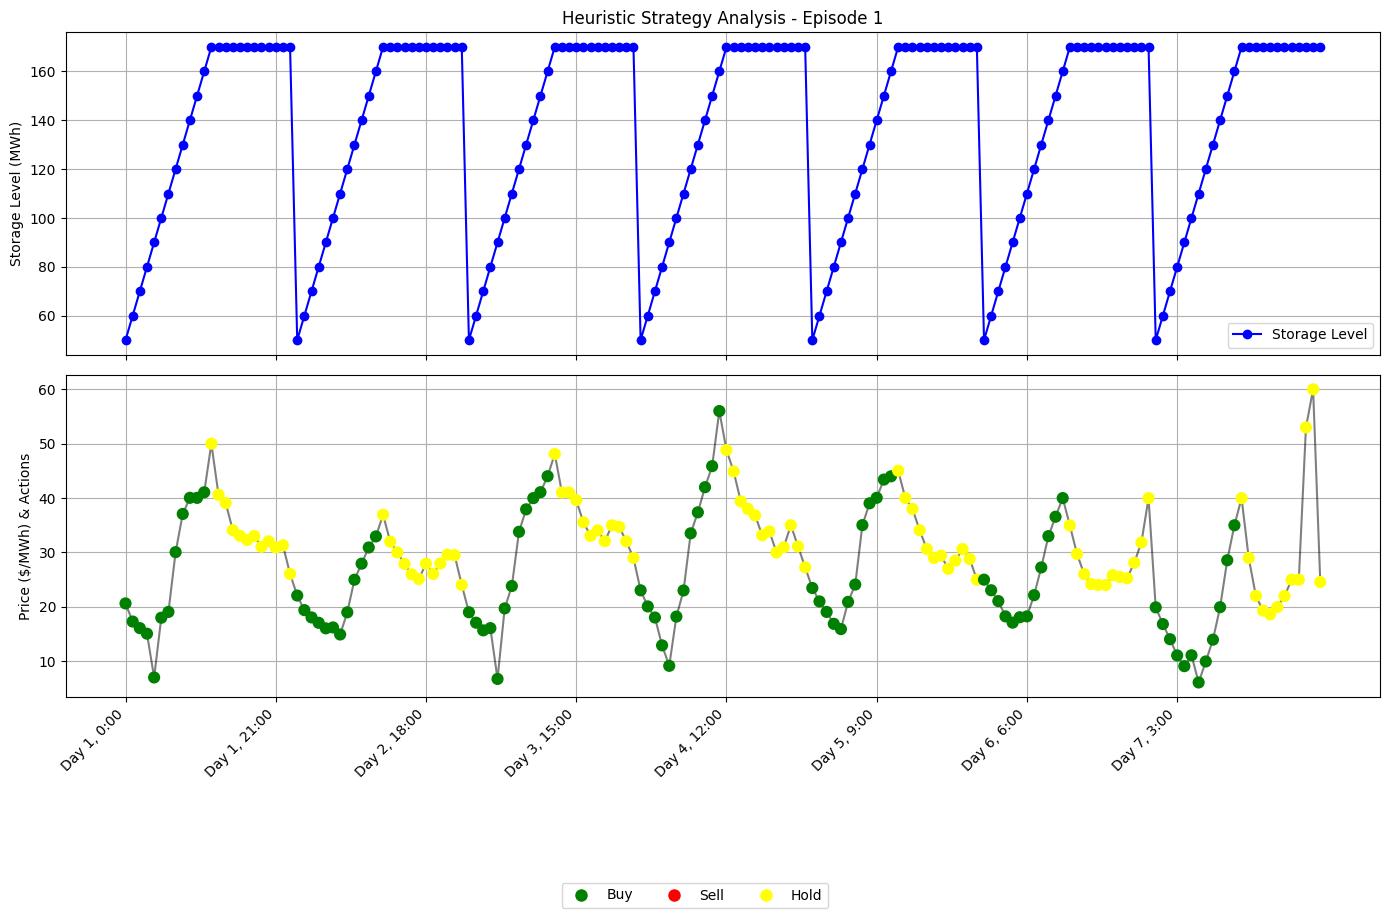 Heuristic Strategy Analysis - Episode 1
Storage Level (MWh)
160
140
120
100
80
60
Storage Level
Price ($/MWh) & Actions
60
50
40
30
20
10
Day 1, 0:00
Day 1, 21:00
Day 2, 18:00
Day 3, 15:00
Day 4, 12:00
Day 5, 9:00
Day 6, 6:00
Day 7, 3:00
Buy Sell Hold